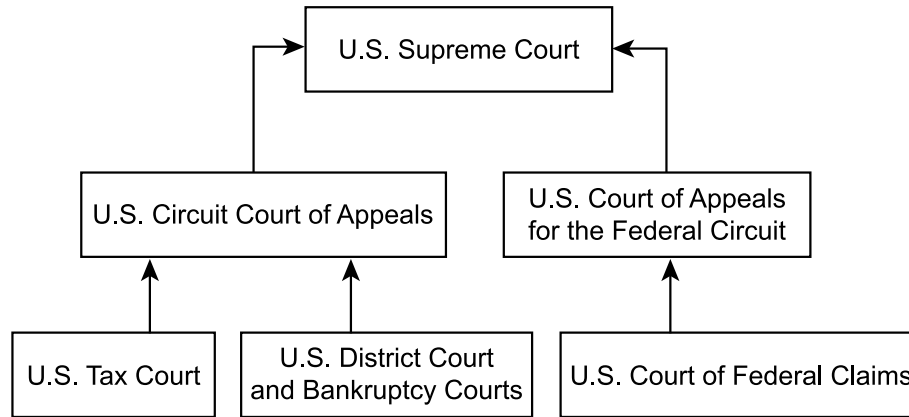 U.S. Supreme Court
U.S. Circuit Court of Appeals
U.S. Court of Appeals
for the Federal Circuit
U.S. Tax Court
U.S. District Court
and Bankruptcy Courts
U.S. Court of Federal Claims